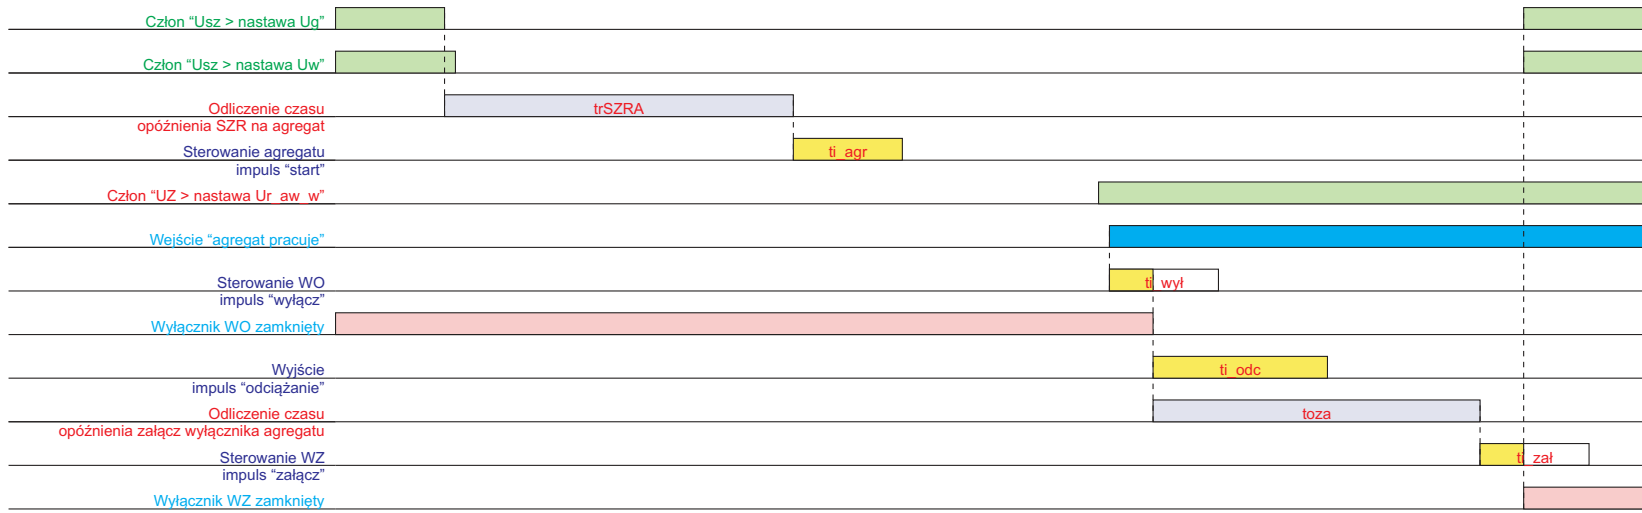 Człon “Usz > nastawa Ug”
Człon “Usz > nastawa Uw”
Odliczenie czasu
opóźnienia SZR na agregat
trSZRA
Sterowanie agregatu
impuls “start”
ti_agr
Człon “UZ > nastawa Ur_aw_w”
Wejście “agregat pracuje”
Sterowanie WO
impuls “wyłącz”
ti_wył
Wyłącznik WO zamknięty
Wyjście
impuls “odciążanie”
ti_odc
Odliczenie czasu
opóźnienia załącz wyłącznika agregatu
toza
Sterowanie WZ
impuls “załącz”
ti_zał
Wyłącznik WZ zamknięty